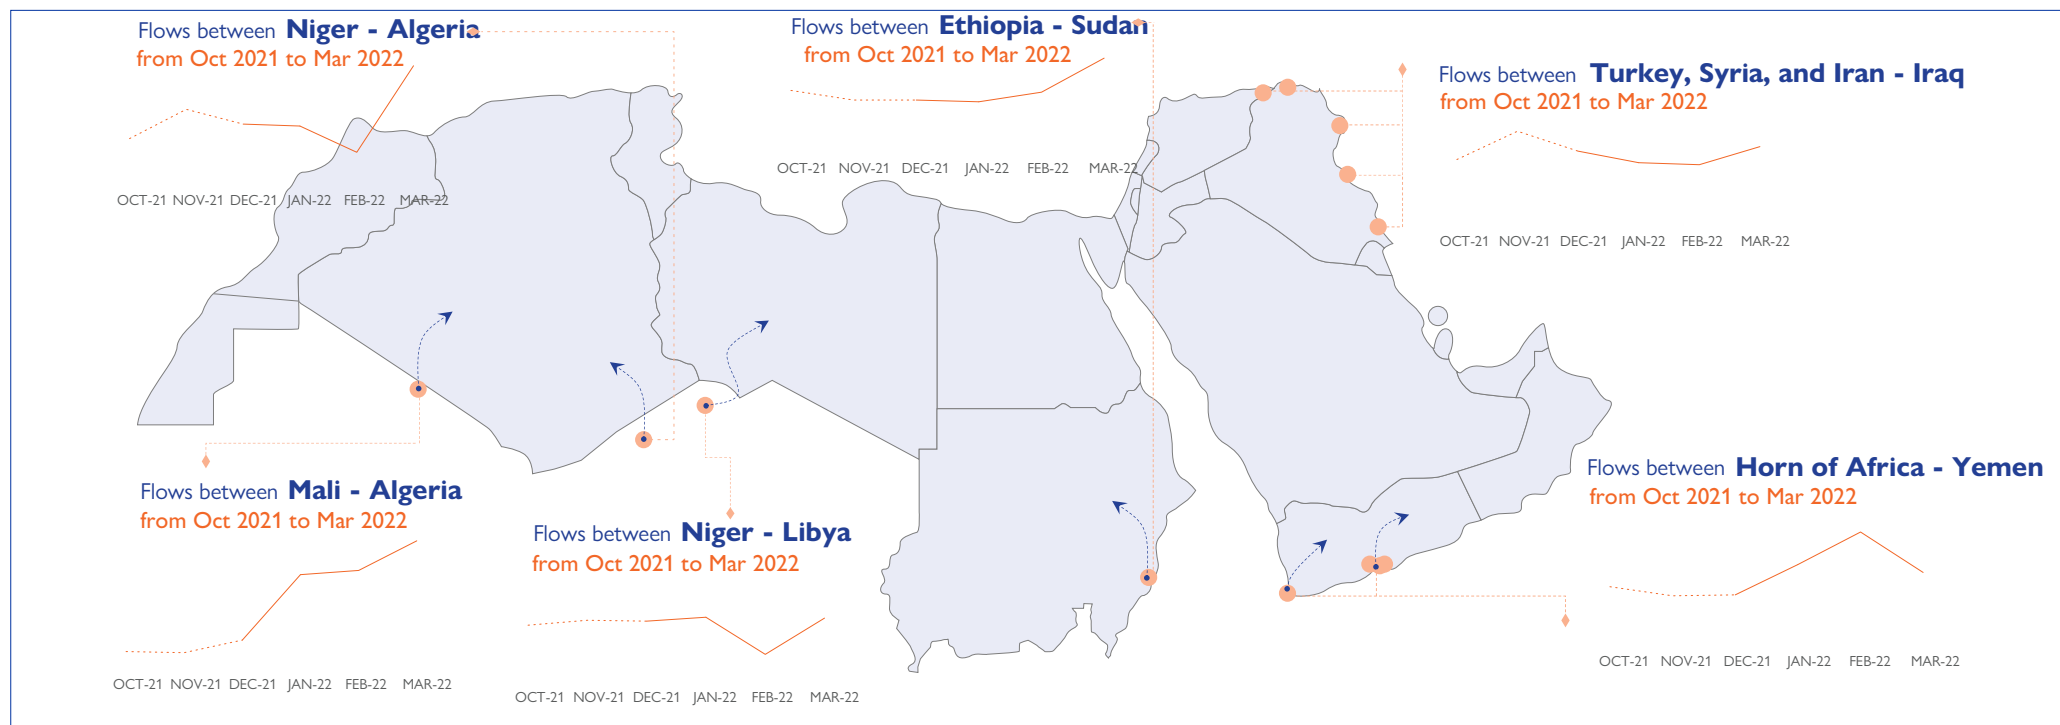 Flows between Niger - Algeria
from Oct 2021 to Mar 2022
OCT-21 NOV-21 DEC-21 JAN-22 FEB-22 MAR-22
Flows between Ethiopia - Sudan
from Oct 2021 to Mar 2022
OCT-21 NOV-21 DEC-21 JAN-22 FEB-22 MAR-22
Flows between Turkey, Syria, and Iran - Iraq
from Oct 2021 to Mar 2022
OCT-21 NOV-21 DEC-21 JAN-22 FEB-22 MAR-22
Flows between Mali - Algeria
from Oct 2021 to Mar 2022
OCT-21 NOV-21 DEC-21 JAN-22 FEB-22 MAR-22
Flows between Niger - Libya
from Oct 2021 to Mar 2022
OCT-21 NOV-21 DEC-21 JAN-22 FEB-22 MAR-22
Flows between Horn of Africa - Yemen
from Oct 2021 to Mar 2022
OCT-21 NOV-21 DEC-21 JAN-22 FEB-22 MAR-22